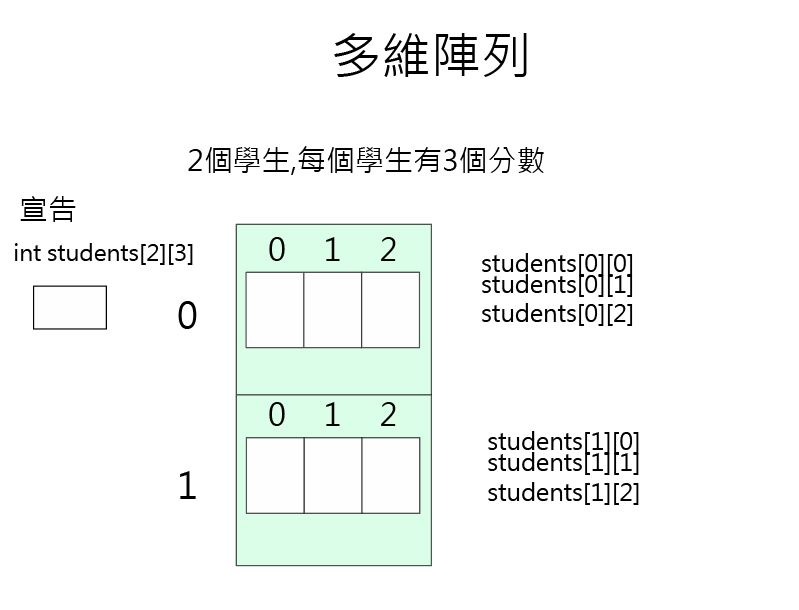 多維陣列
2個學生,每個學生有3個分數
宣告
int students[2][3]
0 1 2
0
students[0][0]
students[0][1]
students[0][2]
0 1 2
1
students[1][0]
students[1][1]
students[1][2]